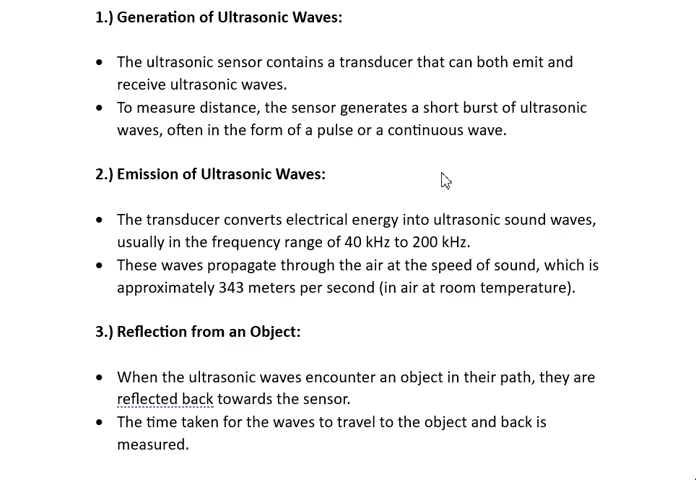 1.) Generation of Ultrasonic Waves:
• The ultrasonic sensor contains a transducer that can both emit and
receive ultrasonic waves.
• To measure distance, the sensor generates a short burst of ultrasonic
waves, often in the form of a pulse or a continuous wave.
2.) Emission of Ultrasonic Waves:
• The transducer converts electrical energy into ultrasonic sound waves,
usually in the frequency range of 40 kHz to 200 kHz.
• These waves propagate through the air at the speed of sound, which is
approximately 343 meters per second (in air at room temperature).
3.) Reflection from an Object:
• When the ultrasonic waves encounter an object in their path, they are
reflected back towards the sensor.
• The time taken for the waves to travel to the object and back is
measured.